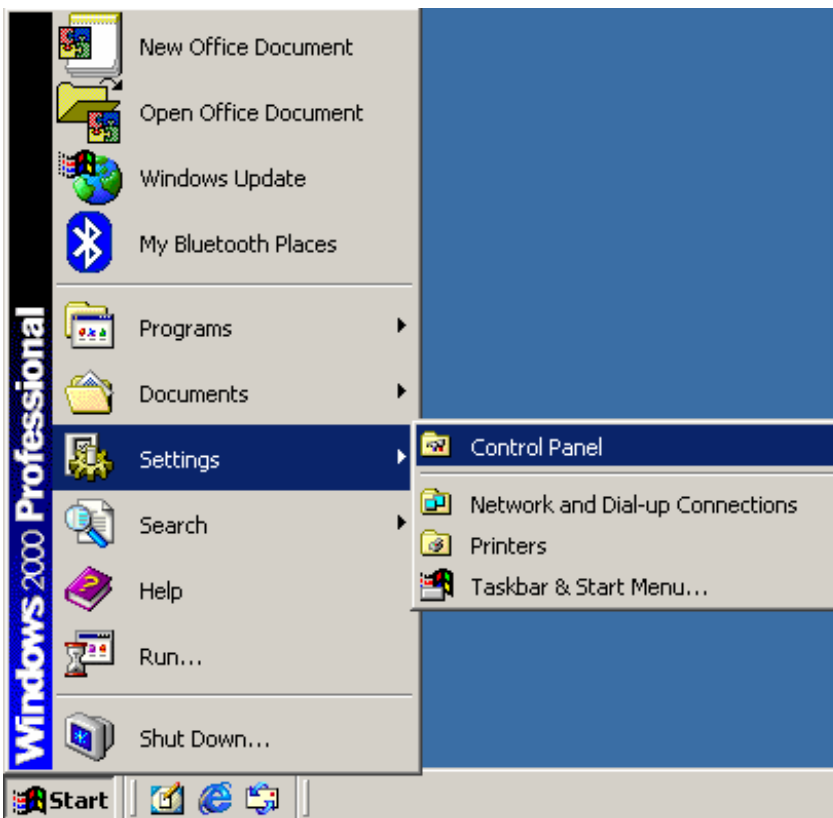 New Office Document
Open Office Document
Windows Update
My Bluetooth Places
Programs
Documents
Settings
Search
Help
Run...
Shut Down...
Control Panel
Network and Dial-up Connections
Printers
Taskbar & Start Menu...
Windows 2000 Professional
Start